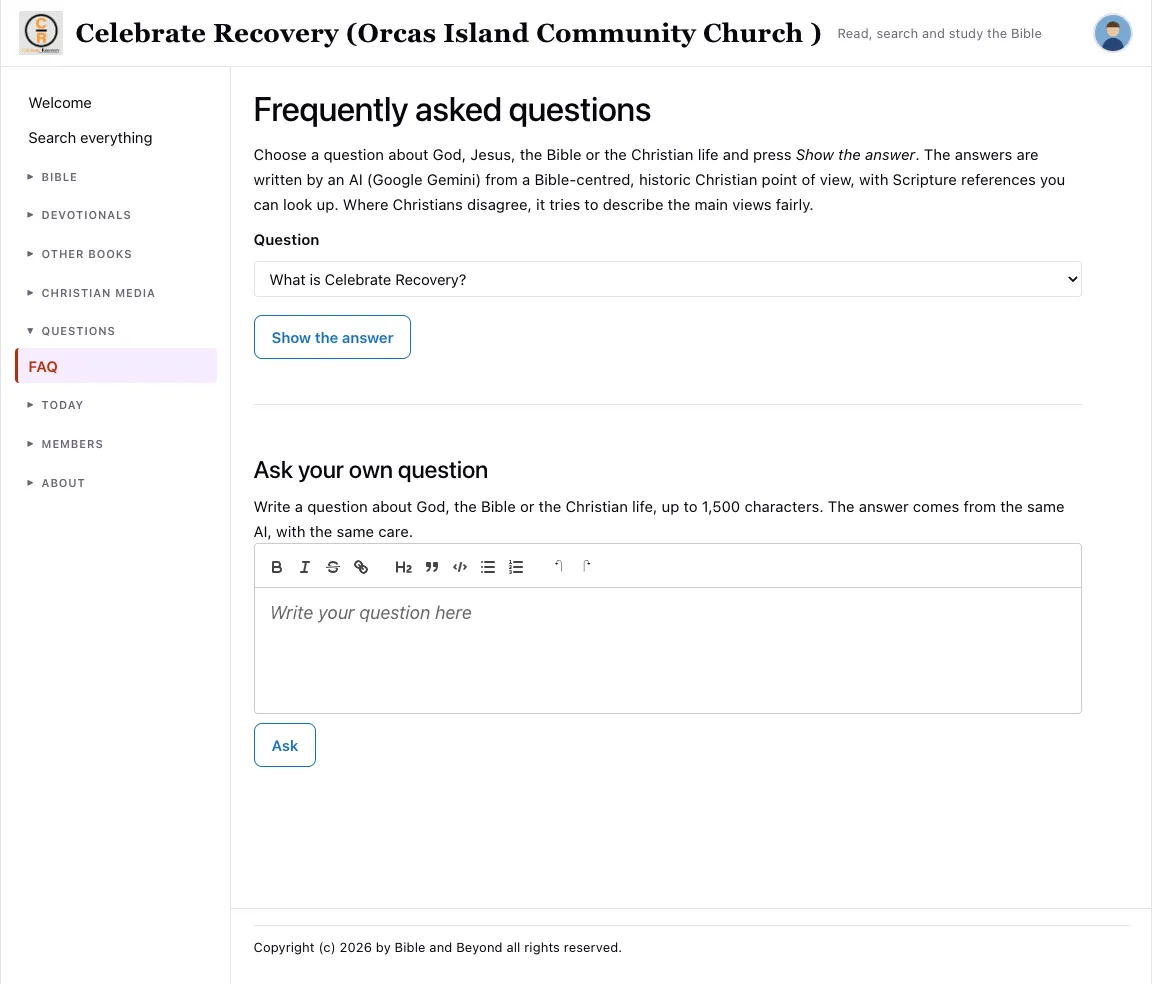 Celebrate Recovery (Orcas Island Community Church )
Read, search and study the Bible
Welcome
Search everything
BIBLE
DEVOTIONALS
OTHER BOOKS
CHRISTIAN MEDIA
QUESTIONS
FAQ
TODAY
MEMBERS
ABOUT
Frequently asked questions
Choose a question about God, Jesus, the Bible or the Christian life and press Show the answer. The answers are
written by an AI (Google Gemini) from a Bible-centred, historic Christian point of view, with Scripture references you
can look up. Where Christians disagree, it tries to describe the main views fairly.
Question
What is Celebrate Recovery?
Show the answer
Ask your own question
Write a question about God, the Bible or the Christian life, up to 1,500 characters. The answer comes from the same
AI, with the same care.
H2
Write your question here
Ask
Copyright (c) 2026 by Bible and Beyond all rights reserved.